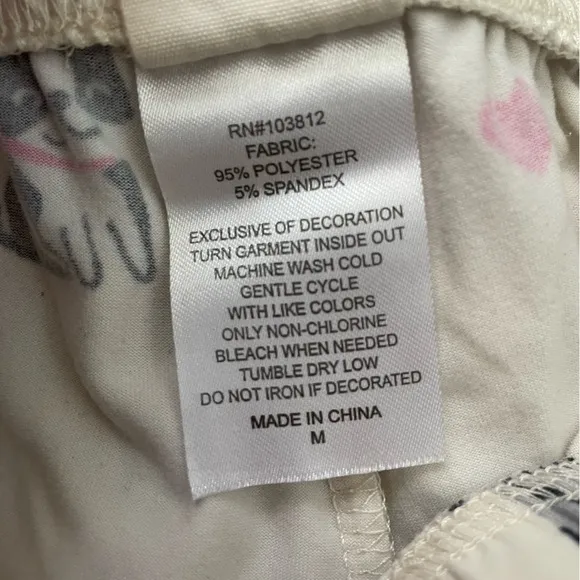 RN#103812
FABRIC:
95% POLYESTER
5% SPANDEX
EXCLUSIVE OF DECORATION
TURN GARMENT INSIDE OUT
MACHINE WASH COLD
GENTLE CYCLE
WITH LIKE COLORS
ONLY NON-CHLORINE
BLEACH WHEN NEEDED
TUMBLE DRY LOW
DO NOT IRON IF DECORATED
MADE IN CHINA
M